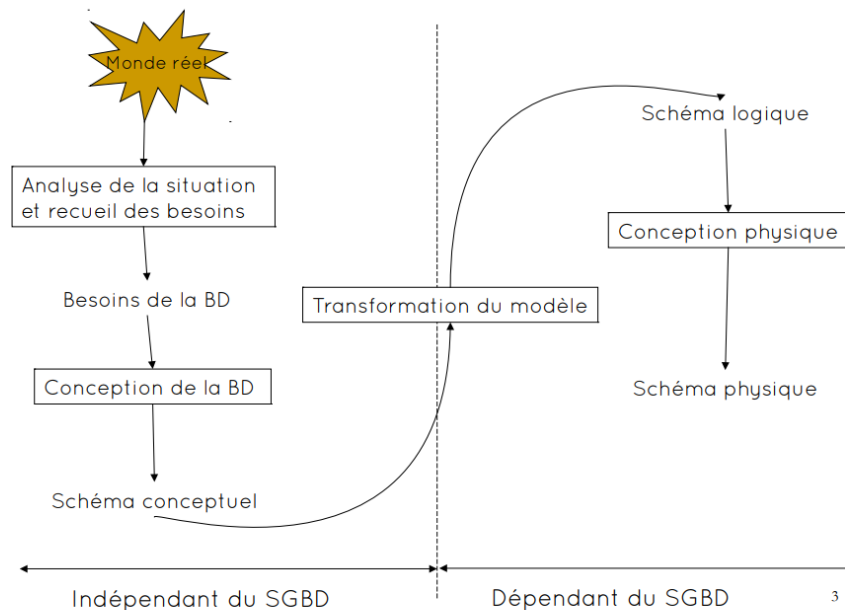 Monde réel
Analyse de la situation
et recueil des besoins
Besoins de la BD
Conception de la BD
Schéma conceptuel
Transformation du modèle
Schéma logique
Conception physique
Schéma physique
Indépendant du SGBD
Dépendant du SGBD
3